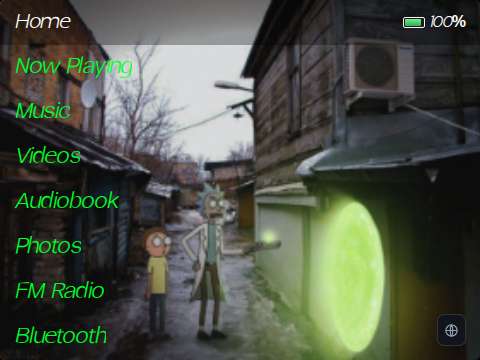 Home
100%
Now Playing
Music
Videos
Audiobook
Photos
FM Radio
Bluetooth